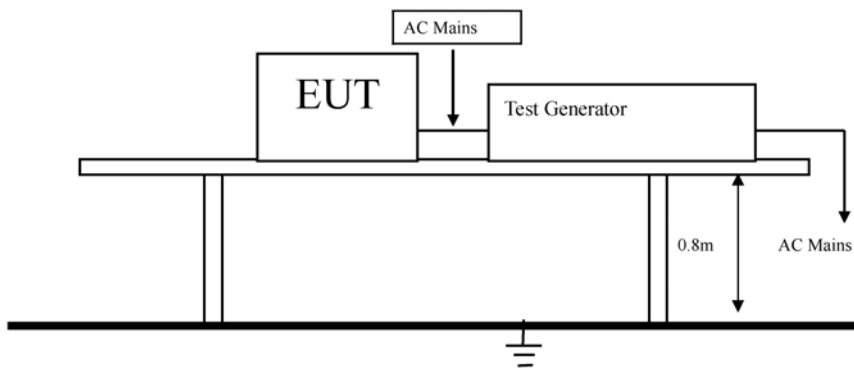 AC Mains
EUT
Test Generator
0.8m
AC Mains